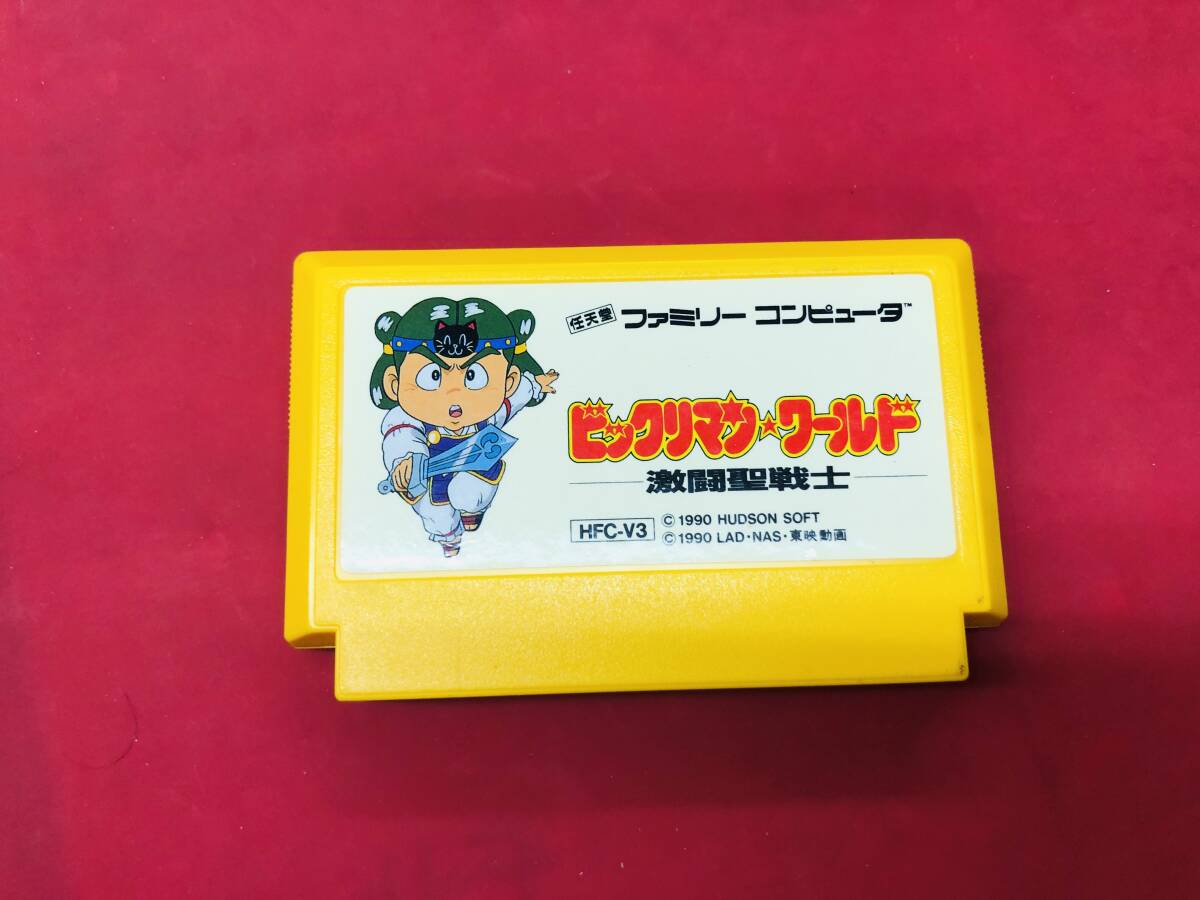 任天堂 ファミリー コンピュータ™
ビックリマン★ワールド
激闘聖戦士
HFC-V3
© 1990 HUDSON SOFT
© 1990 LAD・NAS・東映動画